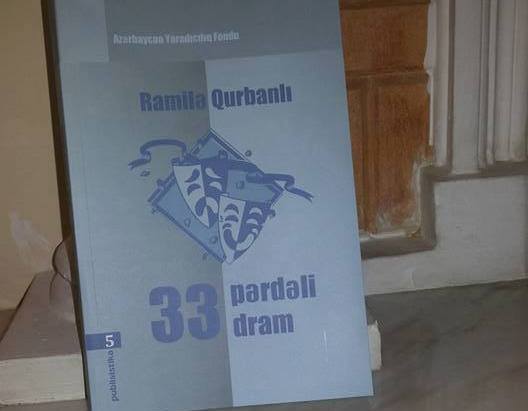 Azərbaycan Yaradıcılıq Fondu
Ramilə Qurbanlı
33 pərdəli
dram
5
publisistika